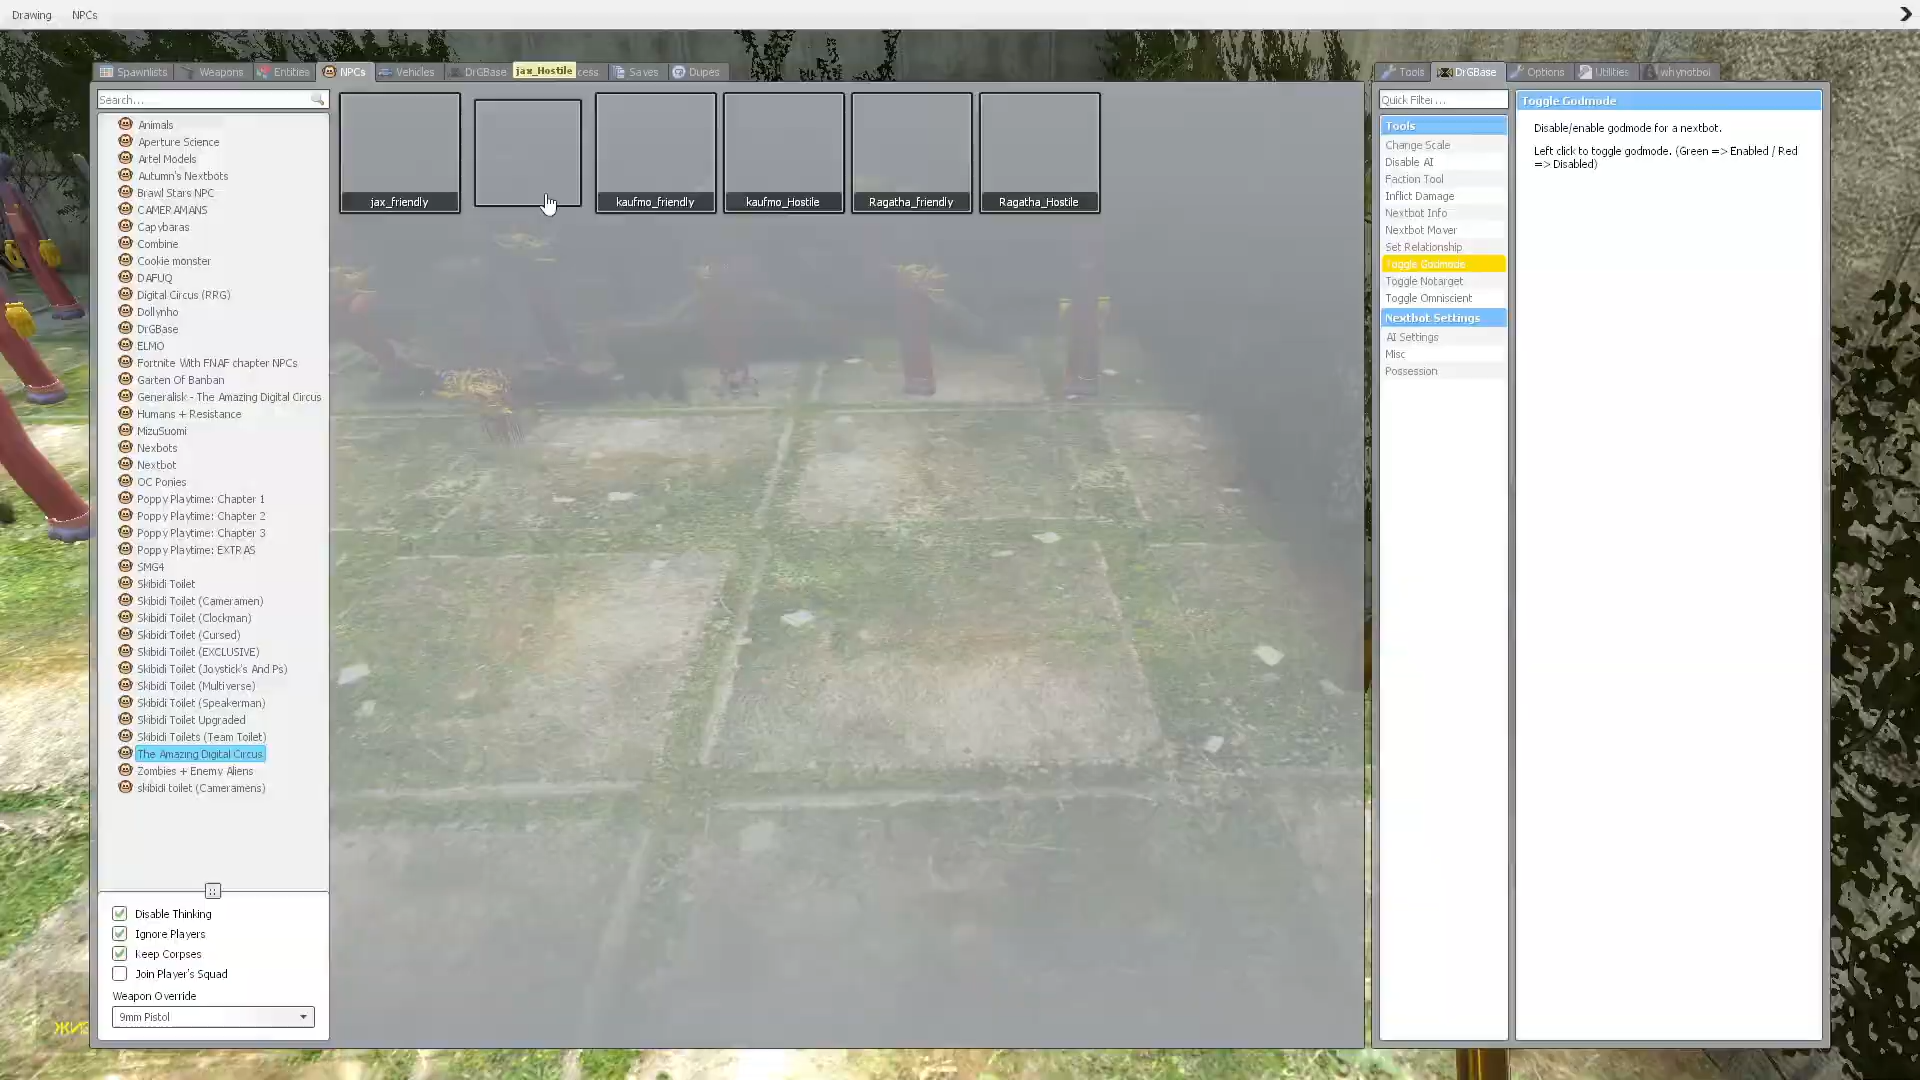 Drawing NPCs
Spawnlists Weapons Entities NPCs Vehicles DrGBase jax_Hostile cess Saves Dupes
Tools DrGBase Options Utilities whynotboi
Search...
Animals
Aperture Science
Artel Models
Autumn's Nextbots
Brawl Stars NPC
CAMERAMANS
Capybaras
Combine
Cookie monster
DAFUQ
Digital Circus (RRG)
Dollynho
DrGBase
ELMO
Fortnite With FNAF chapter NPCs
Garten Of Banban
Generalisk - The Amazing Digital Circus
Humans + Resistance
MizuSuomi
Nexbots
Nextbot
OC Ponies
Poppy Playtime: Chapter 1
Poppy Playtime: Chapter 2
Poppy Playtime: Chapter 3
Poppy Playtime: EXTRAS
SMG4
Skibidi Toilet
Skibidi Toilet (Cameramen)
Skibidi Toilet (Clockman)
Skibidi Toilet (Cursed)
Skibidi Toilet (EXCLUSIVE)
Skibidi Toilet (Joystick's And Ps)
Skibidi Toilet (Multiverse)
Skibidi Toilet (Speakerman)
Skibidi Toilet Upgraded
Skibidi Toilets (Team Toilet)
The Amazing Digital Circus
Zombies + Enemy Aliens
skibidi toilet (Cameramens)
Disable Thinking
Ignore Players
Keep Corpses
Join Player's Squad
Weapon Override
9mm Pistol
jax_friendly
kaufmo_friendly
kaufmo_Hostile
Ragatha_friendly
Ragatha_Hostile
Quick Filter ...
Tools
Change Scale
Disable AI
Faction Tool
Inflict Damage
Nextbot Info
Nextbot Mover
Set Relationship
Toggle Godmode
Toggle Notarget
Toggle Omniscient
Nextbot Settings
AI Settings
Misc
Possession
Toggle Godmode
Disable/enable godmode for a nextbot.
Left click to toggle godmode. (Green => Enabled / Red
=> Disabled)